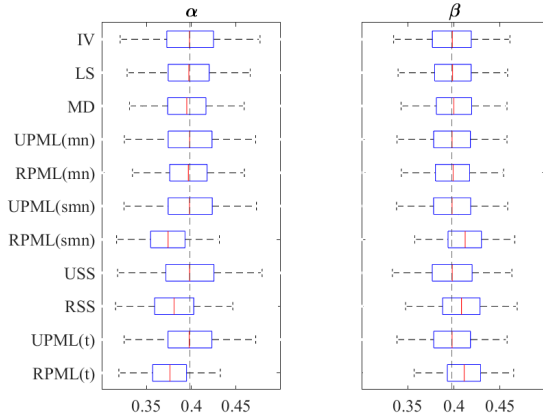 α β
IV
LS
MD
UPML(mn)
RPML(mn)
UPML(smn)
RPML(smn)
USS
RSS
UPML(t)
RPML(t)
0.35 0.4 0.45 0.35 0.4 0.45